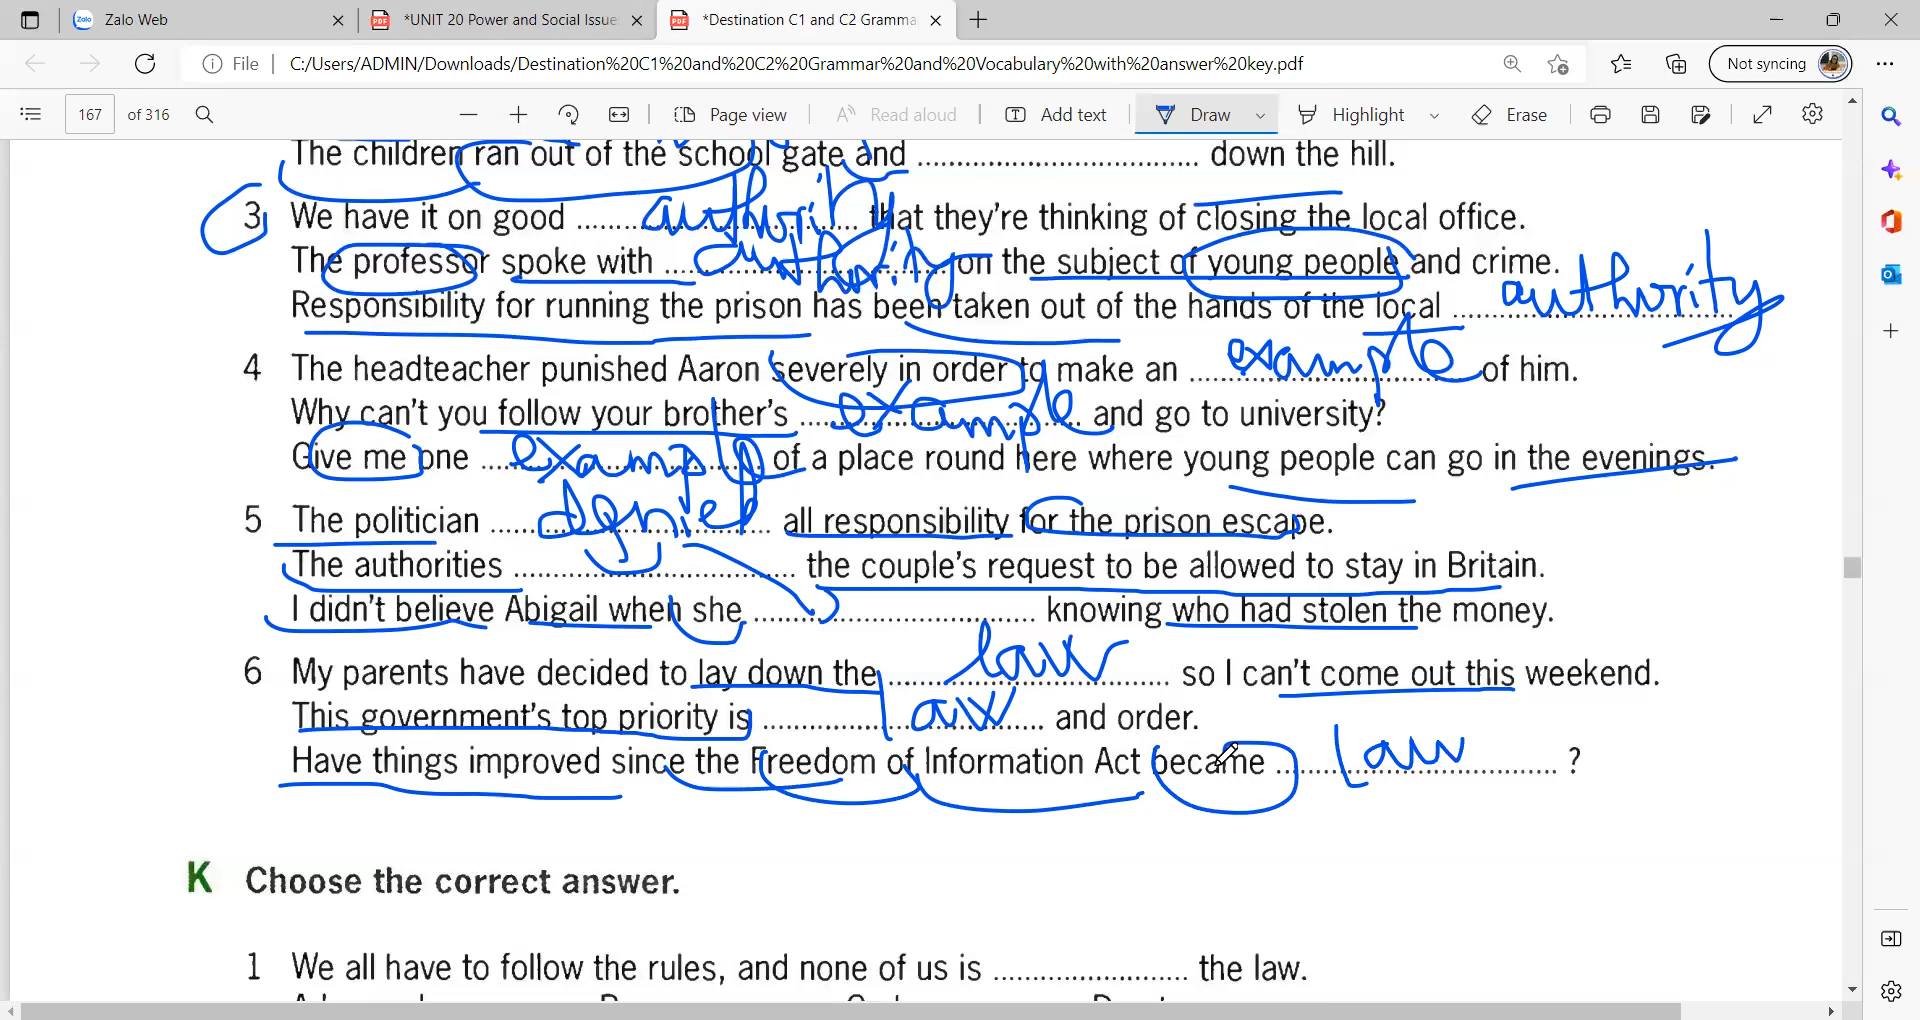 Zalo Web
*UNIT 20 Power and Social Issue
*Destination C1 and C2 Gramma
File
C:/Users/ADMIN/Downloads/Destination%20C1%20and%20C2%20Grammar%20and%20Vocabulary%20with%20answer%20key.pdf
Not syncing
167 of 316
Page view
Read aloud
Add text
Draw
Highlight
Erase
The children ran out of the school gate and .................... down the hill.
3 We have it on good .......... authority .......... that they're thinking of closing the local office.
The professor spoke with .......... authority .......... on the subject of young people and crime.
Responsibility for running the prison has been taken out of the hands of the local .......... authority
4 The headteacher punished Aaron severely in order to make an .......... example .......... of him.
Why can't you follow your brother's .......... example .......... and go to university?
Give me one .......... example .......... of a place round here where young people can go in the evenings.
5 The politician .......... denied .......... all responsibility for the prison escape.
The authorities .................... the couple's request to be allowed to stay in Britain.
I didn't believe Abigail when she .................... knowing who had stolen the money.
6 My parents have decided to lay down the .......... law .......... so I can't come out this weekend.
This government's top priority is .......... law .......... and order.
Have things improved since the Freedom of Information Act became .......... law .......... ?
K Choose the correct answer.
1 We all have to follow the rules, and none of us is .................... the law.